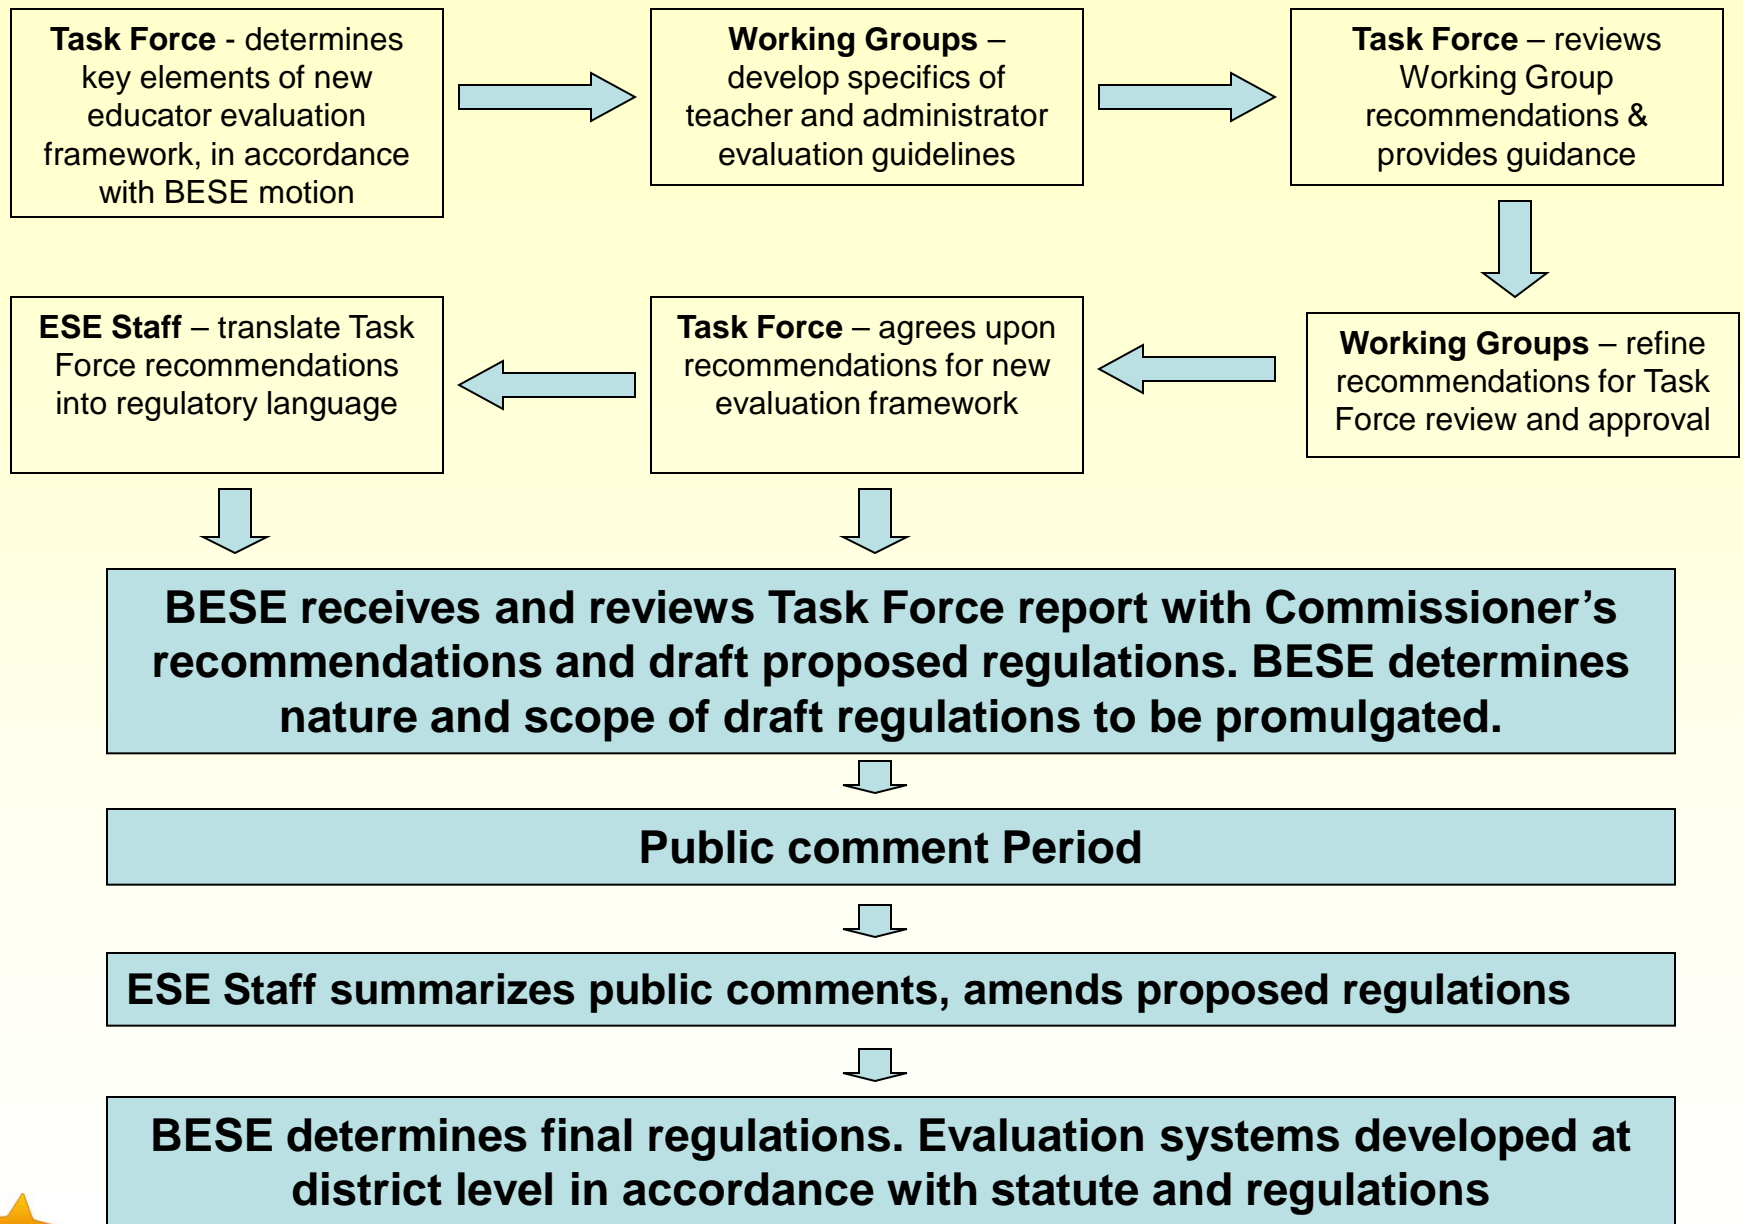 Task Force - determines
key elements of new
educator evaluation
framework, in accordance
with BESE motion
Working Groups –
develop specifics of
teacher and administrator
evaluation guidelines
Task Force – reviews
Working Group
recommendations &
provides guidance
Working Groups – refine
recommendations for Task
Force review and approval
Task Force – agrees upon
recommendations for new
evaluation framework
ESE Staff – translate Task
Force recommendations
into regulatory language
BESE receives and reviews Task Force report with Commissioner’s
recommendations and draft proposed regulations. BESE determines
nature and scope of draft regulations to be promulgated.
Public comment Period
ESE Staff summarizes public comments, amends proposed regulations
BESE determines final regulations. Evaluation systems developed at
district level in accordance with statute and regulations